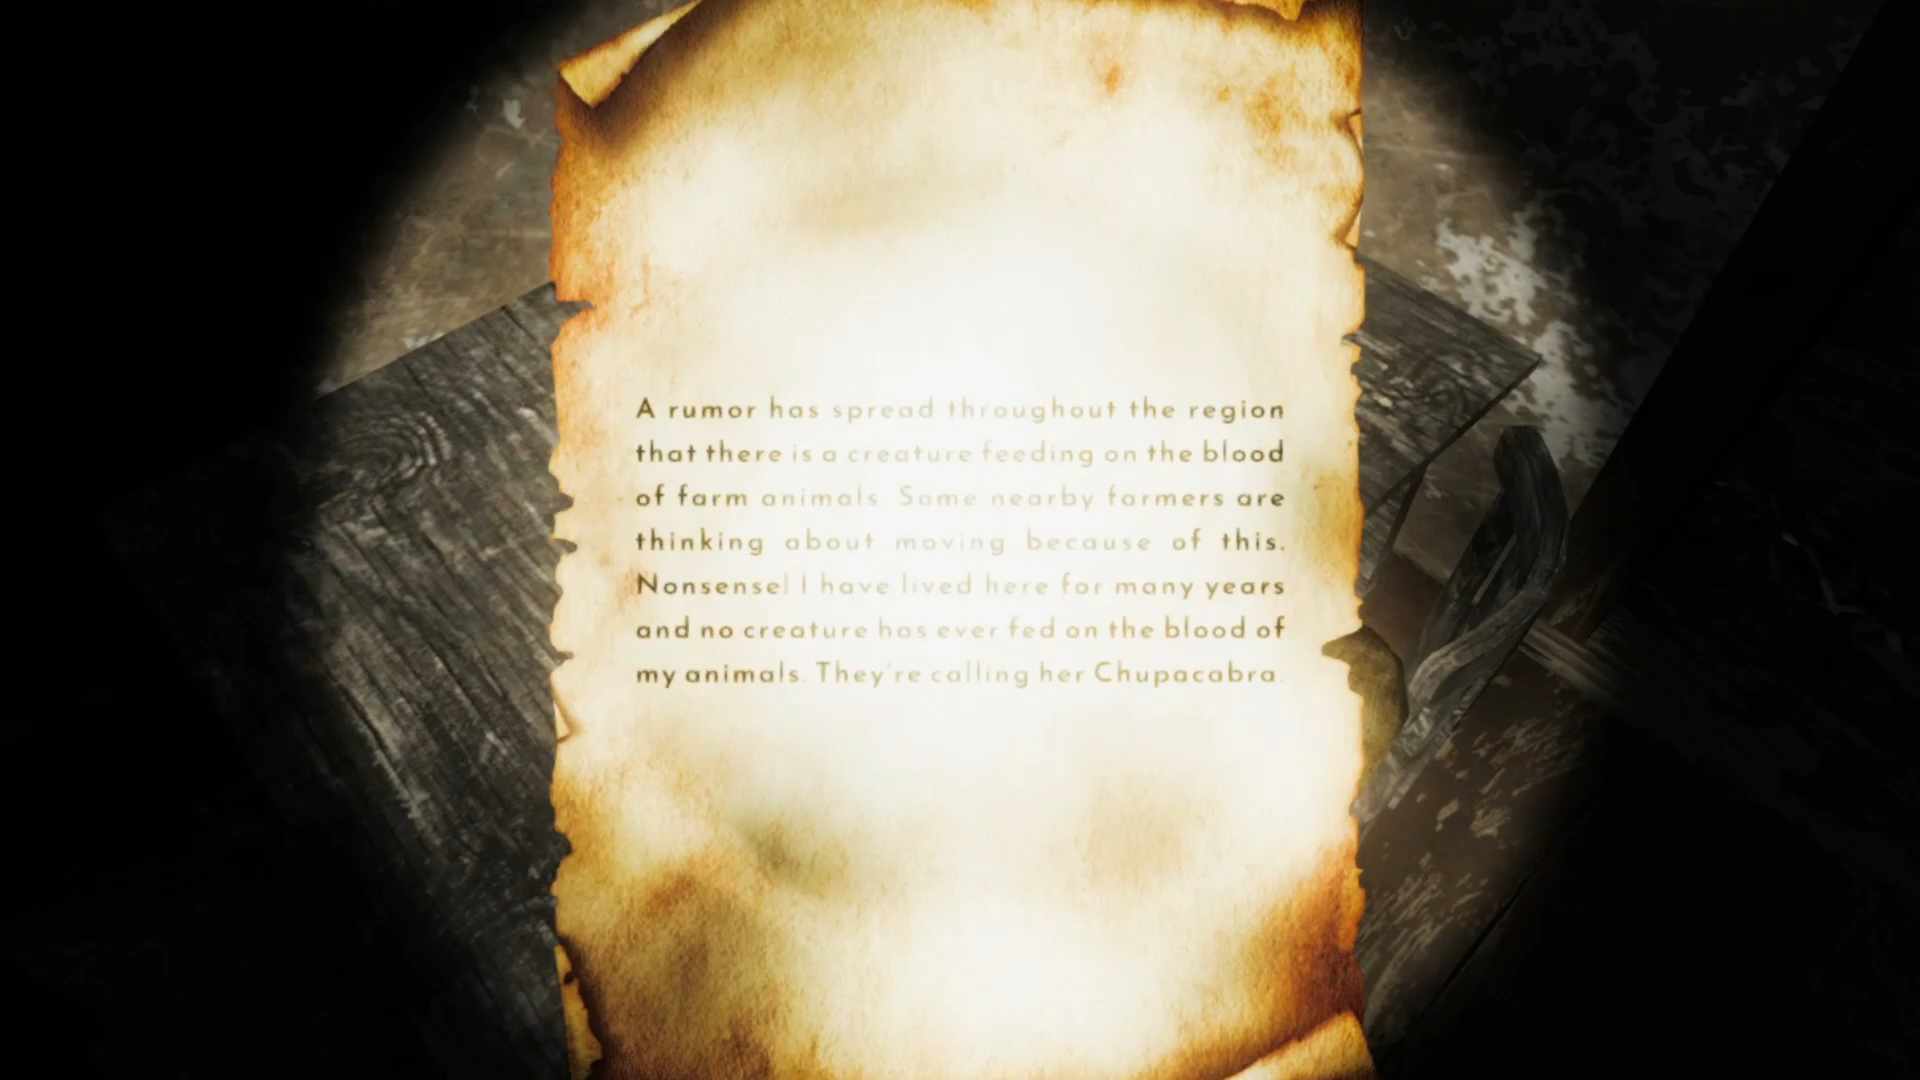 A rumor has spread throughout the region
that there is a creature feeding on the blood
of farm animals. Some nearby farmers are
thinking about moving because of this.
Nonsense! I have lived here for many years
and no creature has ever fed on the blood of
my animals. They're calling her Chupacabra.